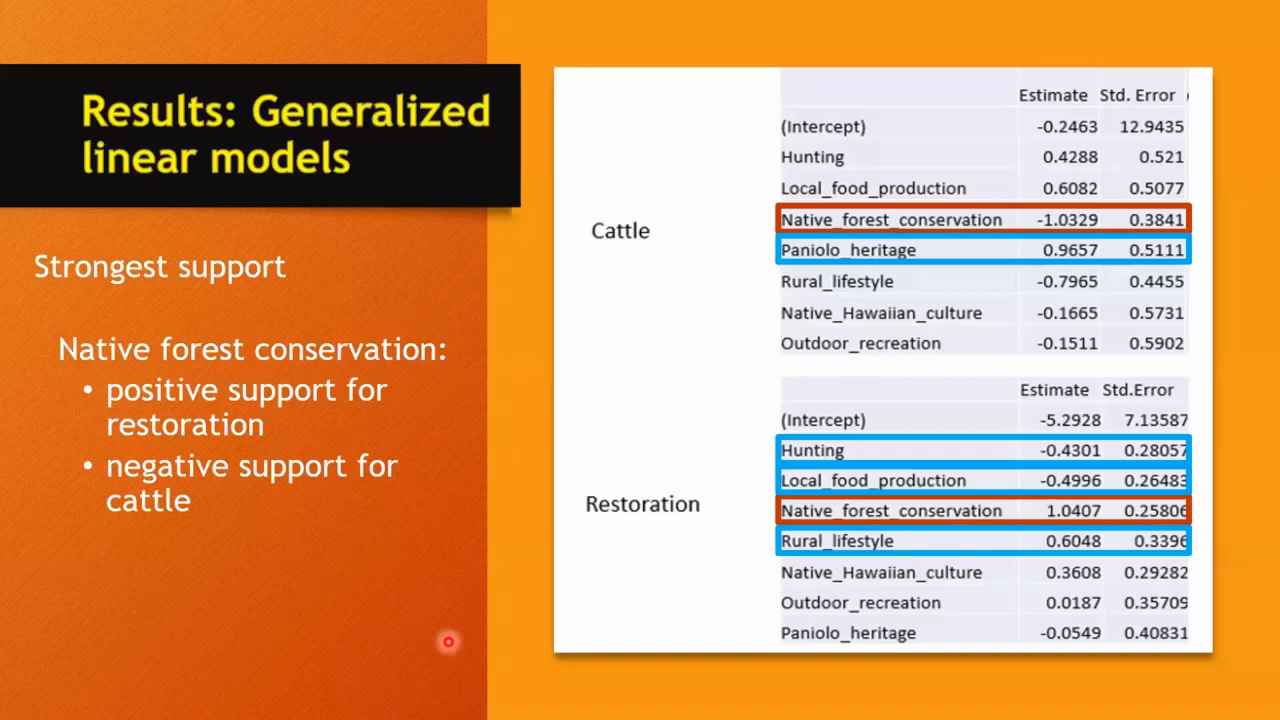 Results: Generalized
linear models
Strongest support
Native forest conservation:
• positive support for
restoration
• negative support for
cattle
Cattle
Estimate Std. Error
(Intercept) -0.2463 12.9435
Hunting 0.4288 0.521
Local_food_production 0.6082 0.5077
Native_forest_conservation -1.0329 0.3841
Paniolo_heritage 0.9657 0.5111
Rural_lifestyle -0.7965 0.4455
Native_Hawaiian_culture -0.1665 0.5731
Outdoor_recreation -0.1511 0.5902
Restoration
Estimate Std.Error
(Intercept) -5.2928 7.13587
Hunting -0.4301 0.28057
Local_food_production -0.4996 0.26483
Native_forest_conservation 1.0407 0.25806
Rural_lifestyle 0.6048 0.3396
Native_Hawaiian_culture 0.3608 0.29282
Outdoor_recreation 0.0187 0.35709
Paniolo_heritage -0.0549 0.40831